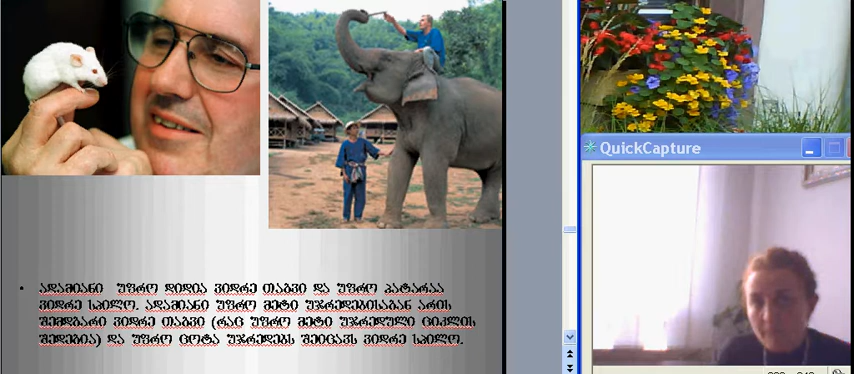 QuickCapture
• ადამიანი უფრო დიდია ვიდრე თაგვი და უფრო პატარაა
ვიდრე სპილო. ადამიანი უფრო მეტი უჯრედებისაგან არის
შემდგარი ვიდრე თაგვი (რაც უფრო მეტი უჯრედული ციკლის
შედეგია) და უფრო ცოტა უჯრედებს შეიცავს ვიდრე სპილო.